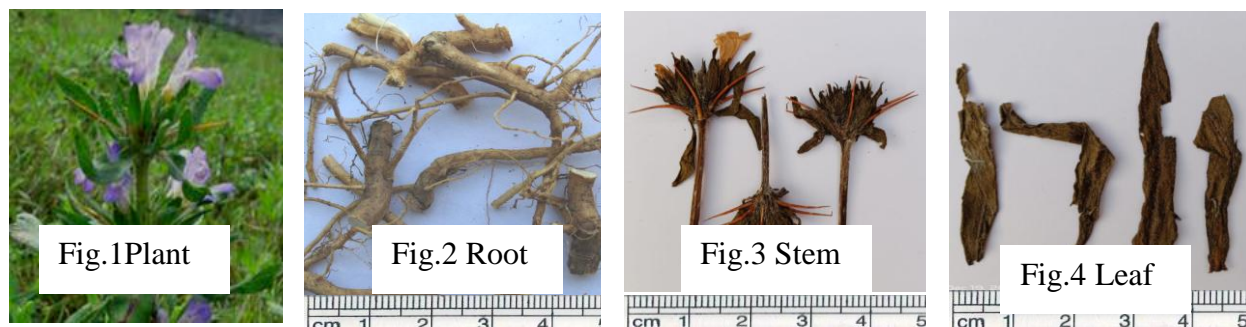 Fig.1Plant
Fig.2 Root
Fig.3 Stem
Fig.4 Leaf
cm 1 2 3 4 5
cm 1 2 3 4 5
cm 1 2 3 4 5